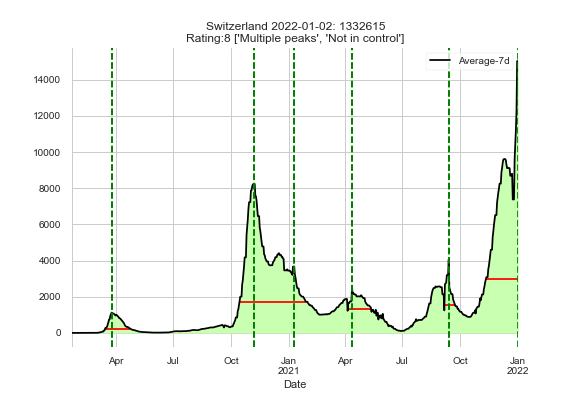 Switzerland 2022-01-02: 1332615
Rating:8 ['Multiple peaks', 'Not in control']
Average-7d
14000
12000
10000
8000
6000
4000
2000
0
Apr Jul Oct Jan Apr Jul Oct Jan
2021 2022
Date